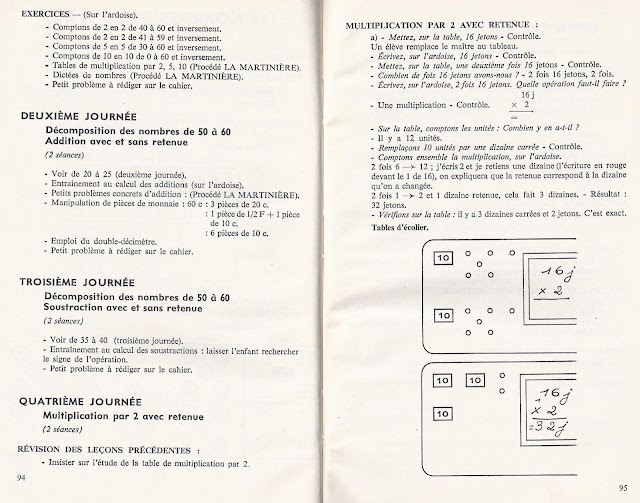 EXERCICES — (Sur l'ardoise).
- Comptons de 2 en 2 de 40 à 60 et inversement.
- Comptons de 2 en 2 de 41 à 59 et inversement.
- Comptons de 5 en 5 de 30 à 60 et inversement.
- Comptons de 10 en 10 de 0 à 60 et inversement.
- Tables de multiplication par 2, 5, 10 (Procédé LA MARTINIÈRE).
- Dictées de nombres (Procédé LA MARTINIÈRE).
- Petit problème à rédiger sur le cahier.
DEUXIÈME JOURNÉE
Décomposition des nombres de 50 à 60
Addition avec et sans retenue
(2 séances)
- Voir de 20 à 25 (deuxième journée).
- Entraînement au calcul des additions (sur l'ardoise).
- Petits problèmes concrets d'addition : (Procédé LA MARTINIÈRE).
- Manipulation de pièces de monnaie : 60 c : 3 pièces de 20 c.
: 1 pièce de 1/2 F + 1 pièce
de 10 c.
: 6 pièces de 10 c.
- Emploi du double-décimètre.
- Petit problème à rédiger sur le cahier.
TROISIÈME JOURNÉE
Décomposition des nombres de 50 à 60
Soustraction avec et sans retenue
(2 séances)
- Voir de 35 à 40 (troisième journée).
- Entraînement au calcul des soustractions : laisser l'enfant rechercher
le signe de l'opération.
- Petit problème à rédiger sur le cahier.
QUATRIÈME JOURNÉE
Multiplication par 2 avec retenue
(2 séances)
RÉVISION DES LEÇONS PRÉCÉDENTES :
- Insister sur l'étude de la table de multiplication par 2.
94
MULTIPLICATION PAR 2 AVEC RETENUE :
a) - Mettez, sur la table, 16 jetons - Contrôle.
Un élève remplace le maître au tableau.
- Écrivez, sur l'ardoise, 16 jetons - Contrôle.
- Mettez, sur la table, une deuxième fois 16 jetons - Contrôle.
- Combien de fois 16 jetons avons-nous ? - 2 fois 16 jetons, 2 fois.
- Ecrivez, sur l'ardoise, 2 fois 16 jetons. Quelle opération faut-il faire ?
16 j
- Une multiplication - Contrôle. × 2
=
- Sur la table, comptons les unités : Combien y en a-t-il ?
- Il y a 12 unités.
- Remplaçons 10 unités par une dizaine carrée - Contrôle.
- Comptons ensemble la multiplication, sur l'ardoise.
2 fois 6 → 12 ; j'écris 2 et je retiens une dizaine (l'écriture en rouge
devant le 1 de 16), on expliquera que la retenue correspond à la dizaine
qu'on a changée.
2 fois 1 → 2 et 1 dizaine retenue, cela fait 3 dizaines. - Résultat :
32 jetons.
- Vérifions sur la table : il y a 3 dizaines carrées et 2 jetons. C'est exact.
Tables d'écolier.
10
16 j
× 2
10
10 10
16 j
10
× 2
= 32 j
95